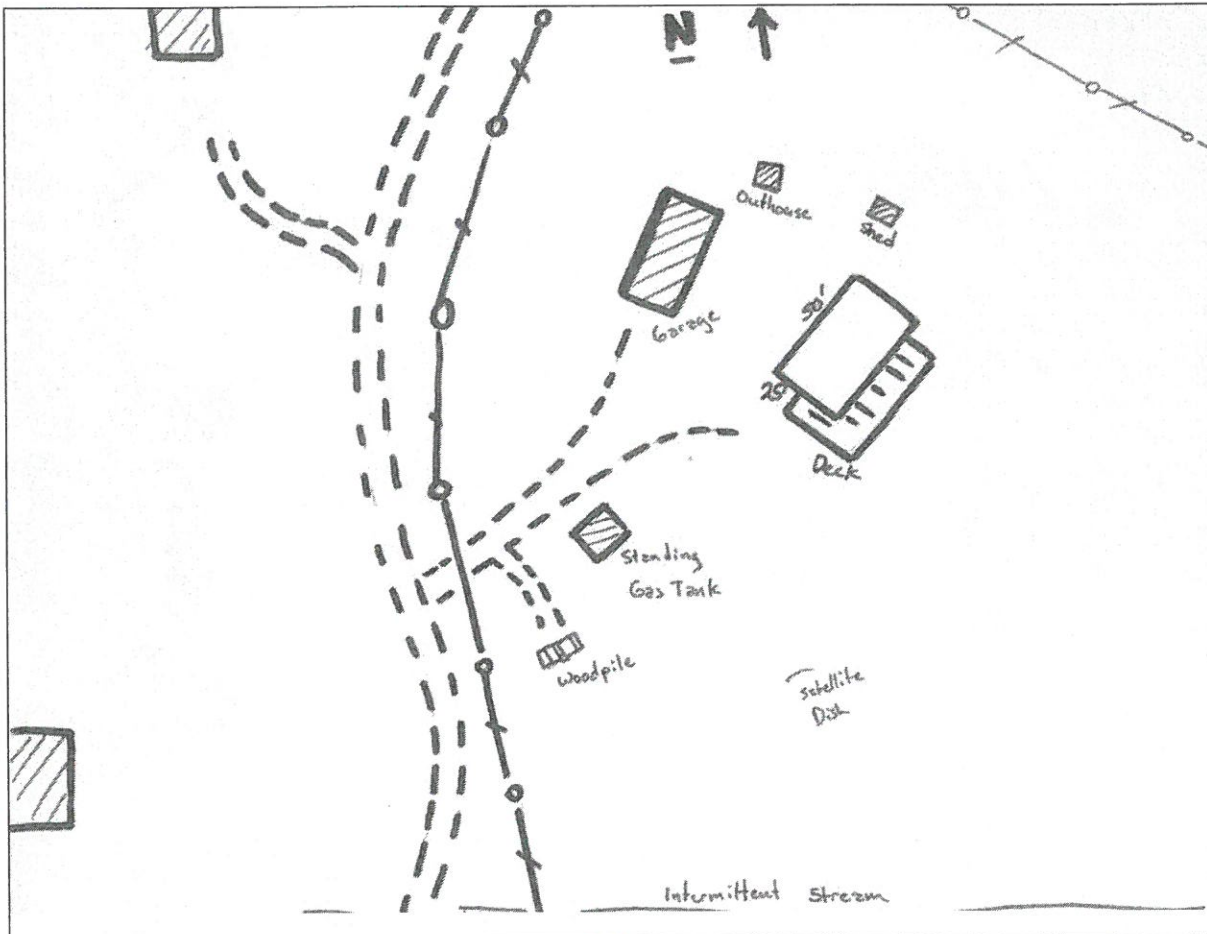 N
Outhouse
Shed
50'
Garage
25'
Deck
Standing
Gas Tank
Woodpile
Satellite
Dish
Intermittent Stream